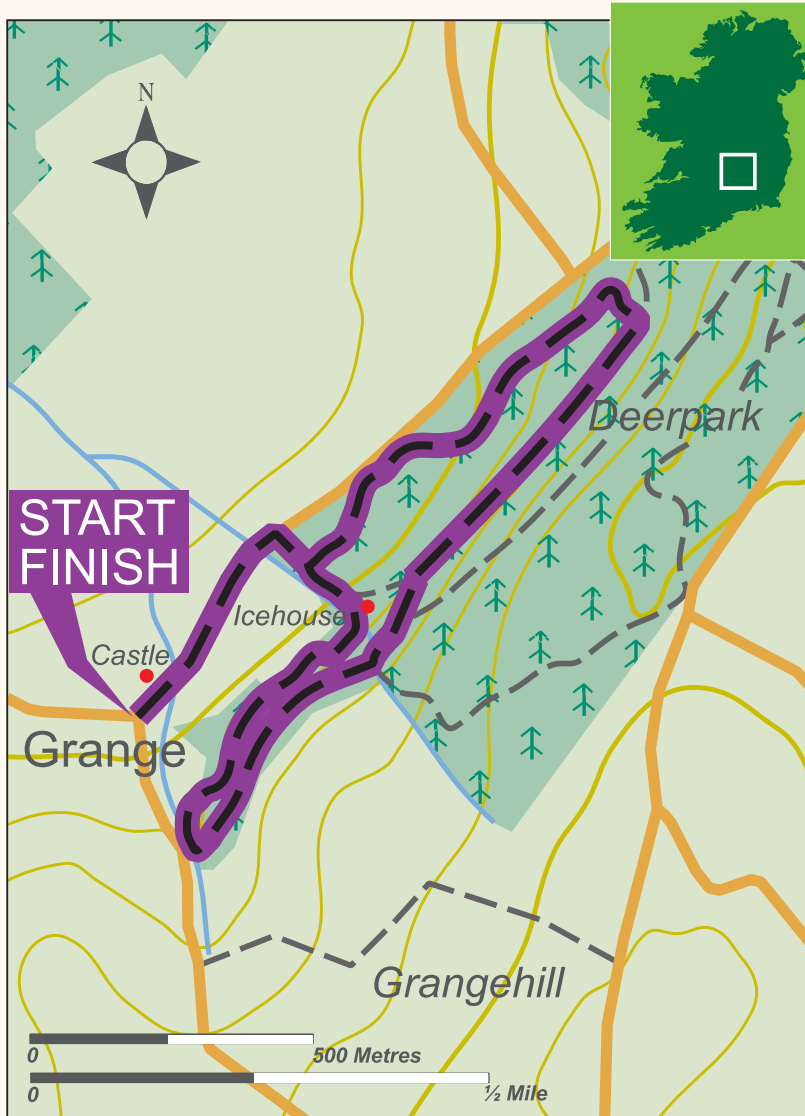 N
Deerpark
START
FINISH
Icehouse
Castle
Grange
Grangehill
0
500 Metres
0
½ Mile